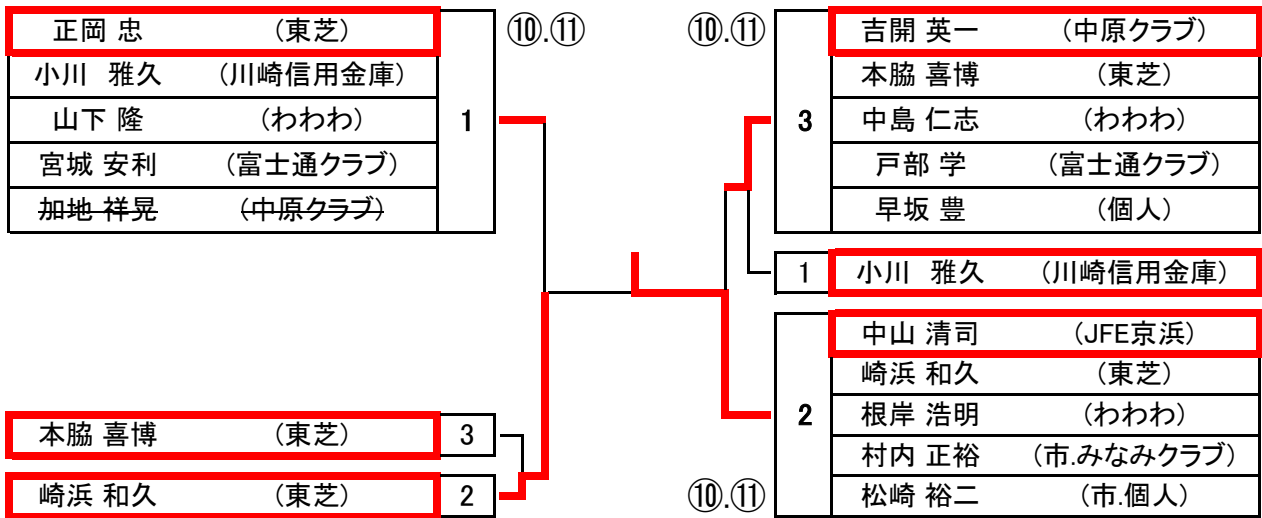 正岡 忠 (東芝)
小川 雅久 (川崎信用金庫)
山下 隆 (わわわ)
宮城 安利 (富士通クラブ)
加地 祥晃 (中原クラブ)
1
⑩.⑪
本脇 喜博 (東芝) 3
崎浜 和久 (東芝) 2
⑩.⑪
3
吉開 英一 (中原クラブ)
本脇 喜博 (東芝)
中島 仁志 (わわわ)
戸部 学 (富士通クラブ)
早坂 豊 (個人)
1 小川 雅久 (川崎信用金庫)
2
中山 清司 (JFE京浜)
崎浜 和久 (東芝)
根岸 浩明 (わわわ)
村内 正裕 (市.みなみクラブ)
松崎 裕二 (市.個人)
⑩.⑪